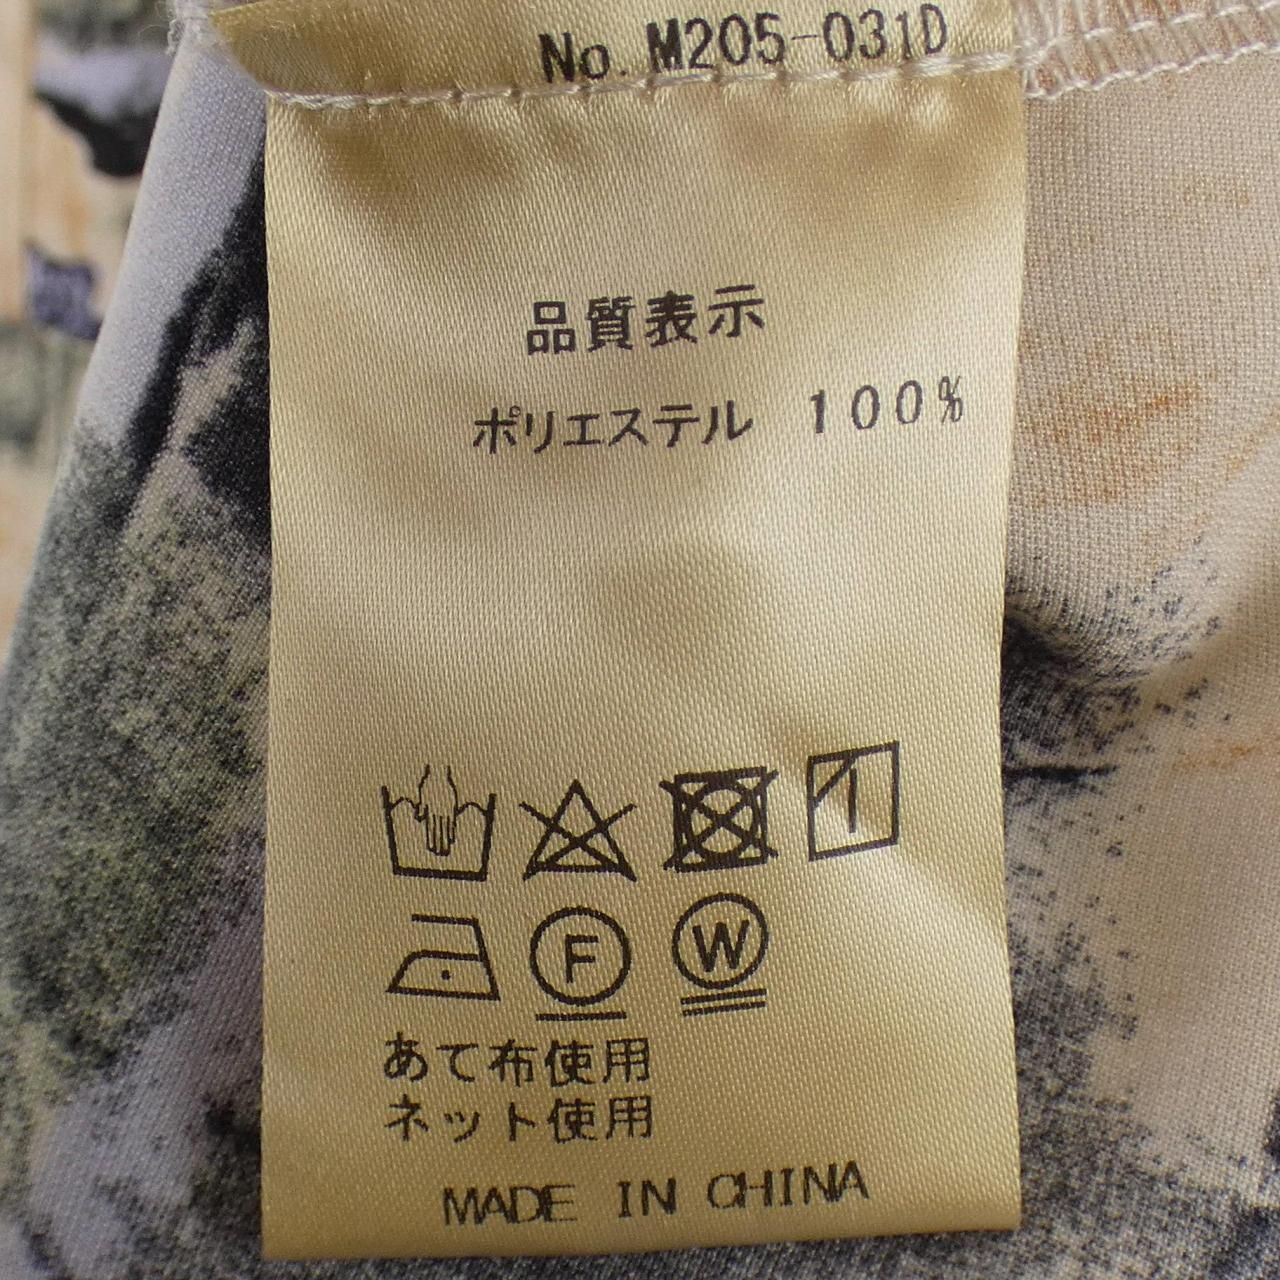 No. M205-031D
品質表示
ポリエステル 100%
F W
あて布使用
ネット使用
MADE IN CHINA